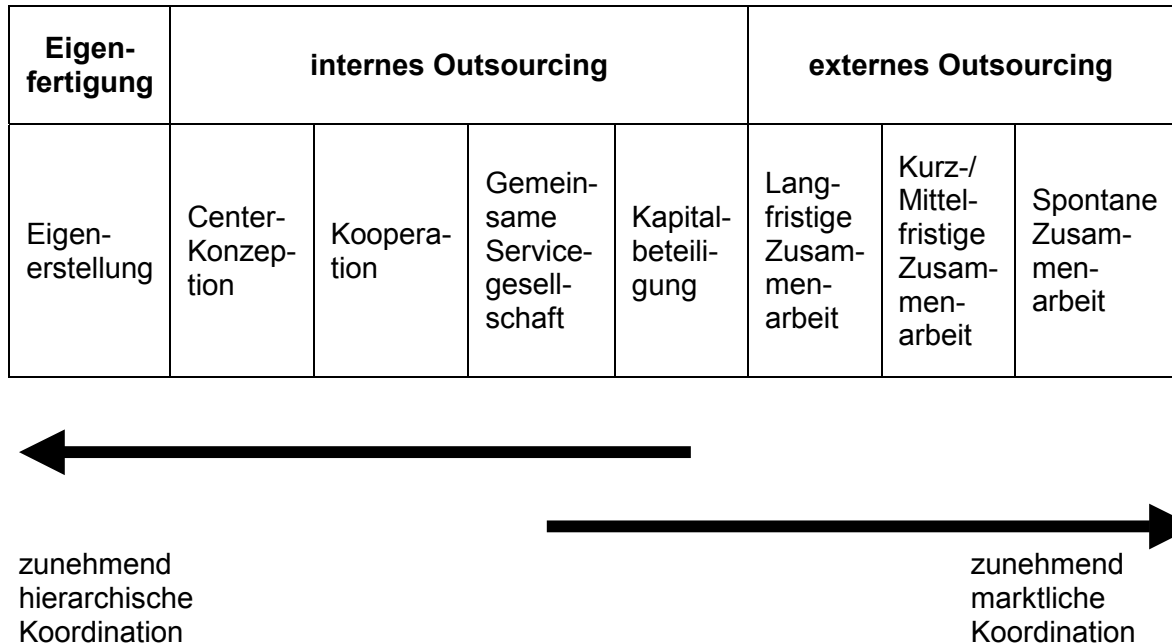 Eigen-
fertigung
internes Outsourcing
externes Outsourcing
Eigen-
erstellung
Center-
Konzep-
tion
Koopera-
tion
Gemein-
same
Service-
gesell-
schaft
Kapital-
beteili-
gung
Lang-
fristige
Zusam-
men-
arbeit
Kurz-/
Mittel-
fristige
Zusam-
men-
arbeit
Spontane
Zusam-
men-
arbeit
zunehmend
hierarchische
Koordination
zunehmend
marktliche
Koordination